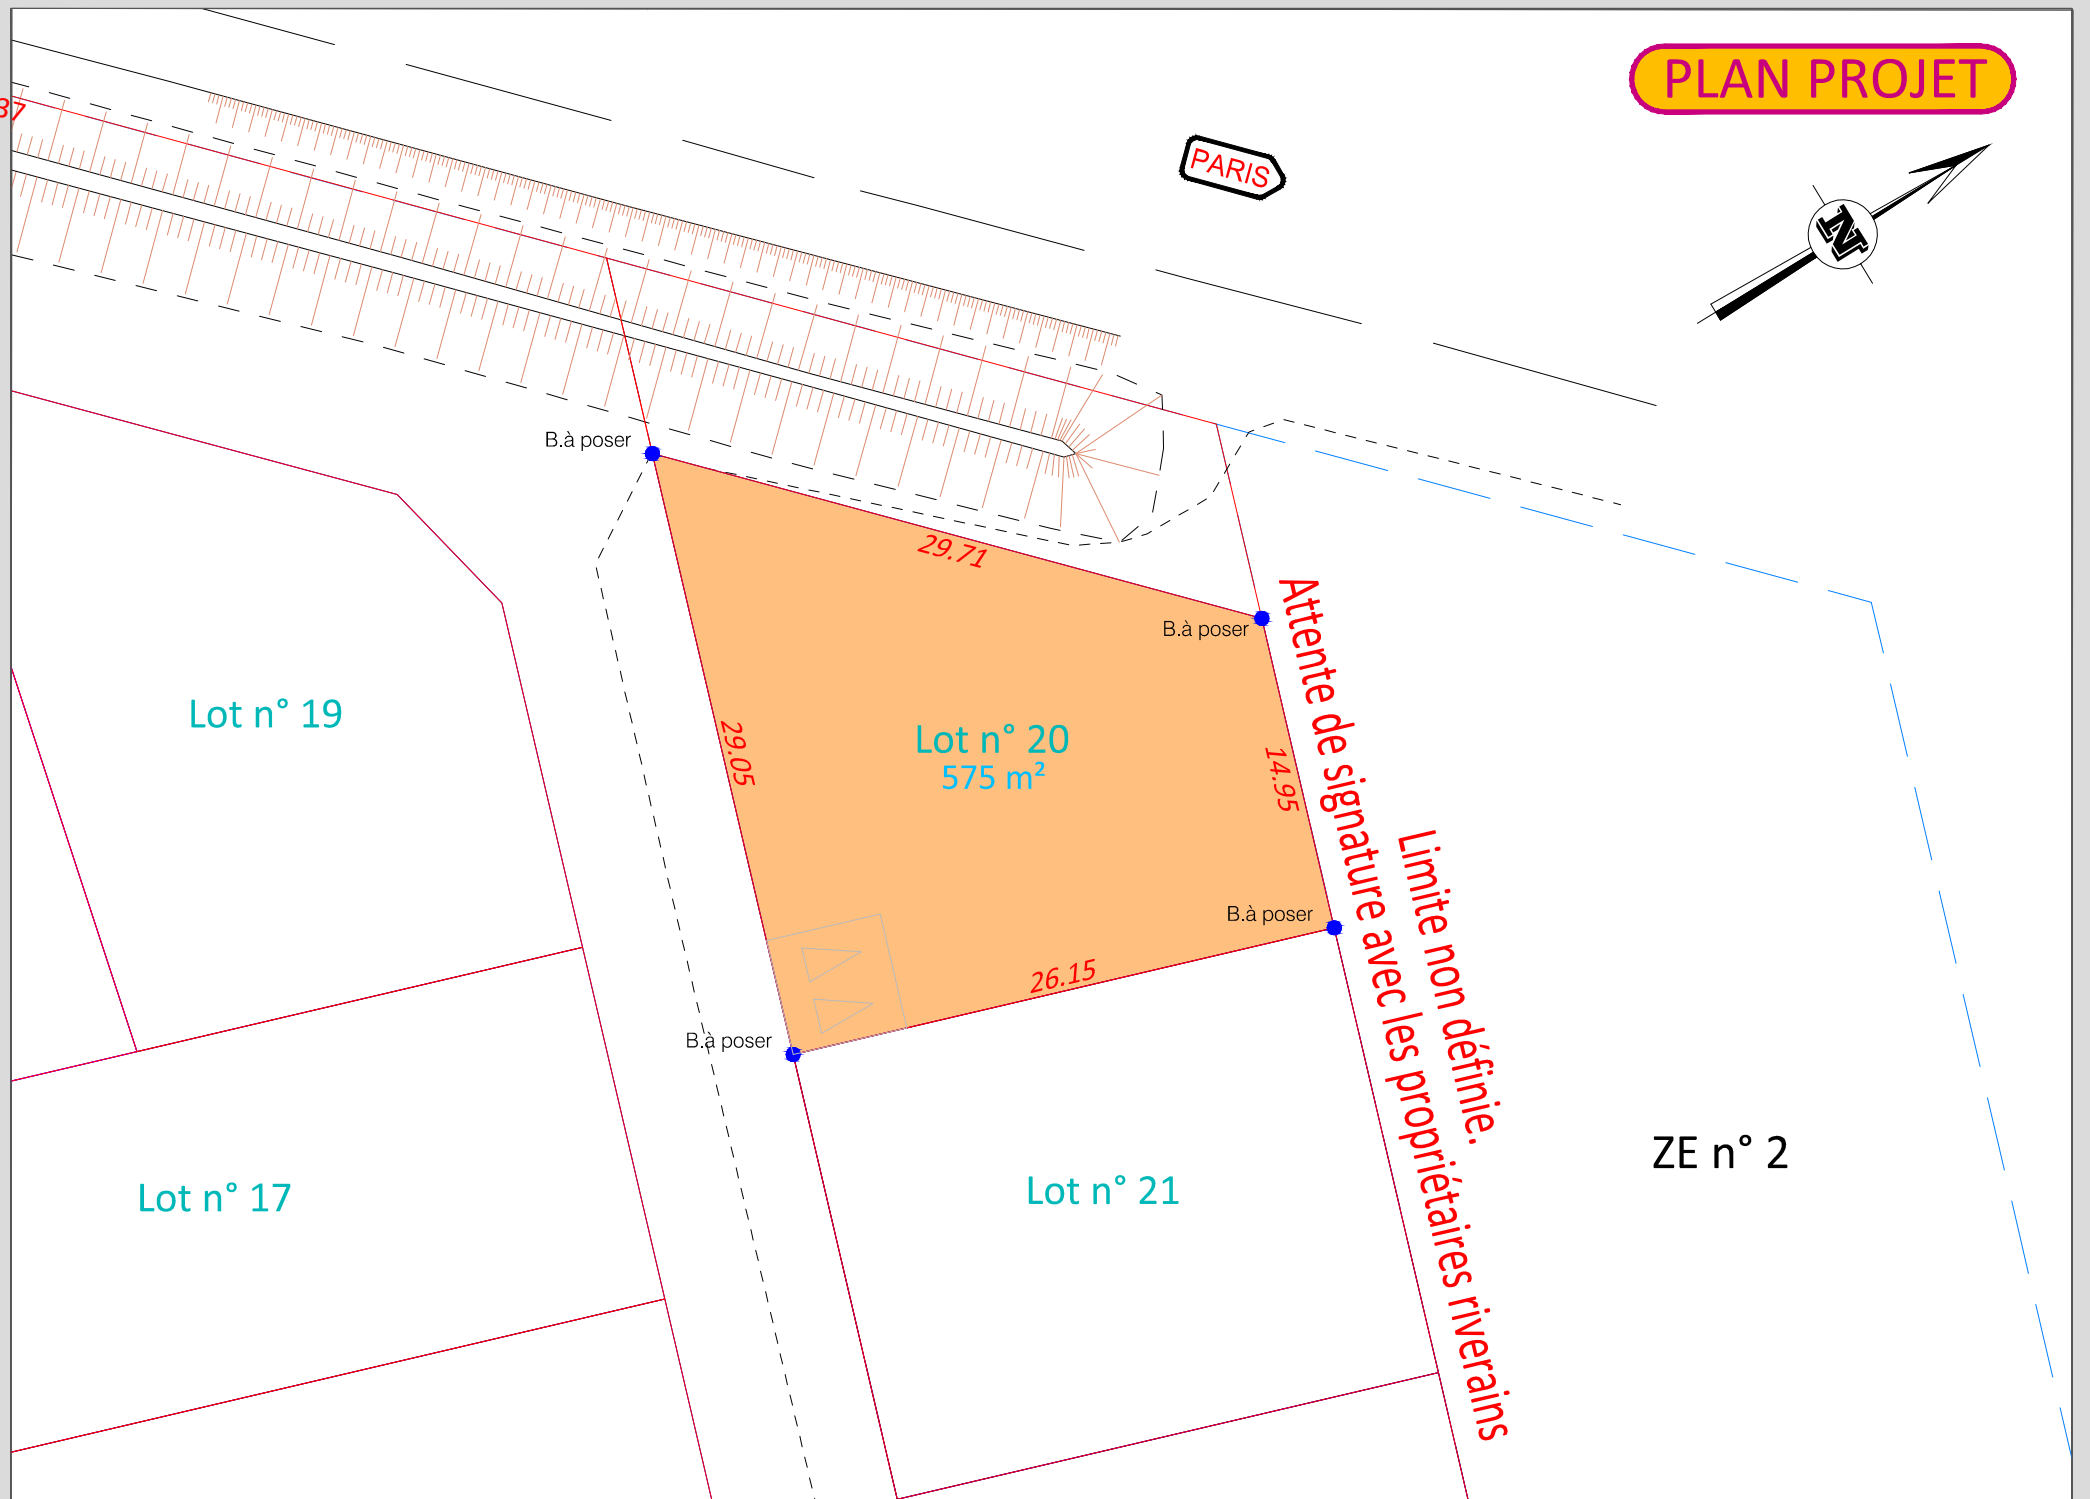 PLAN PROJET
37
PARIS
N
B.à poser
29.71
B.à poser
Lot n° 19
29.05
Lot n° 20
575 m²
14.95
Attente de signature avec les propriétaires riverains
Limite non définie.
B.à poser
26.15
B.à poser
ZE n° 2
Lot n° 17
Lot n° 21